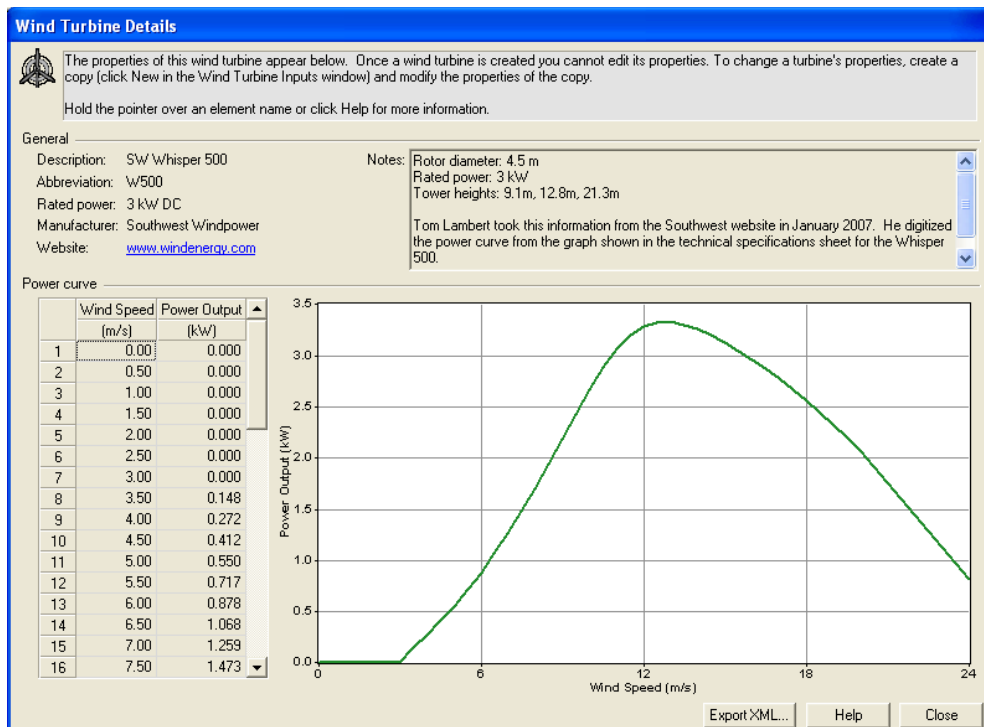 Wind Turbine Details
The properties of this wind turbine appear below. Once a wind turbine is created you cannot edit its properties. To change a turbine's properties, create a
copy (click New in the Wind Turbine Inputs window) and modify the properties of the copy.
Hold the pointer over an element name or click Help for more information.
General
Description: SW Whisper 500
Abbreviation: W500
Rated power: 3 kW DC
Manufacturer: Southwest Windpower
Website: www.windenergy.com
Notes: Rotor diameter: 4.5 m
Rated power: 3 kW
Tower heights: 9.1m, 12.8m, 21.3m
Tom Lambert took this information from the Southwest website in January 2007. He digitized
the power curve from the graph shown in the technical specifications sheet for the Whisper
500.
Power curve
Wind Speed Power Output
(m/s) (kW)
1 0.00 0.000
2 0.50 0.000
3 1.00 0.000
4 1.50 0.000
5 2.00 0.000
6 2.50 0.000
7 3.00 0.000
8 3.50 0.148
9 4.00 0.272
10 4.50 0.412
11 5.00 0.550
12 5.50 0.717
13 6.00 0.878
14 6.50 1.068
15 7.00 1.259
16 7.50 1.473
3.5
3.0
2.5
2.0
1.5
1.0
0.5
0.0
Power Output (kW)
0 6 12 18 24
Wind Speed (m/s)
Export XML... Help Close